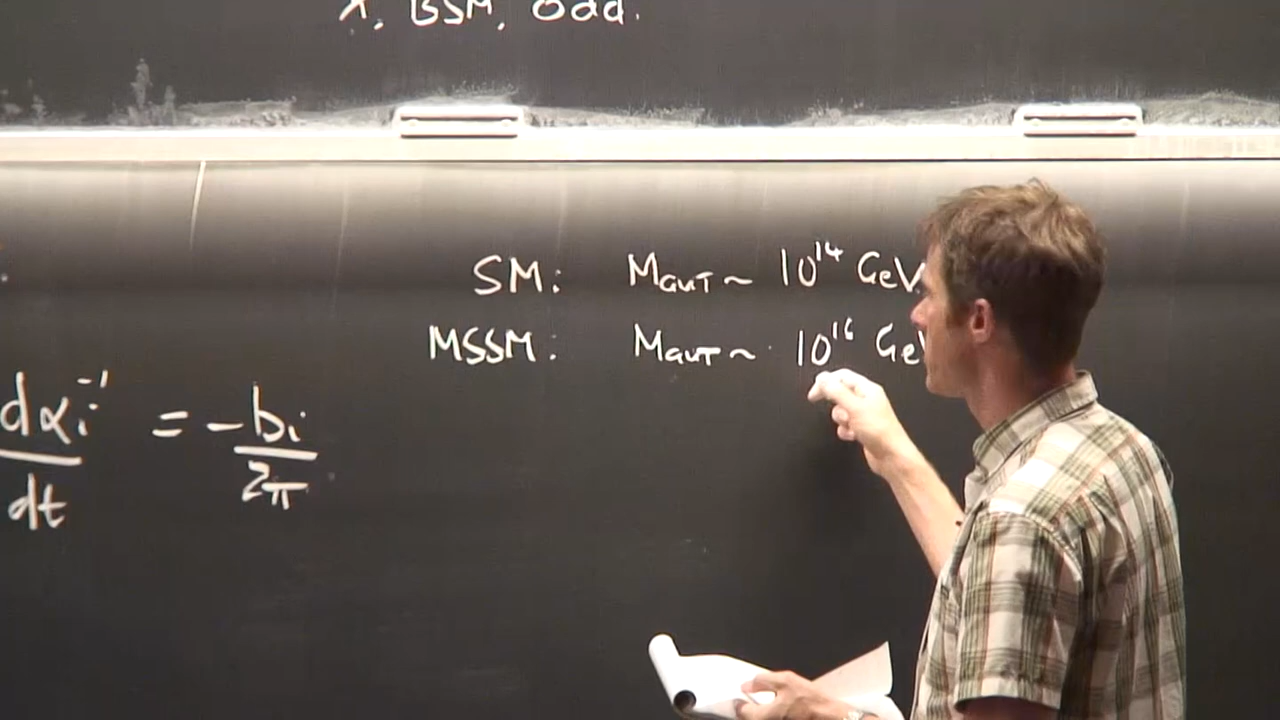 λ, BSM, odd.
SM: M_GUT ~ 10^14 GeV
MSSM: M_GUT ~ 10^16 GeV
dα_i^-1/dt = -b_i/2π